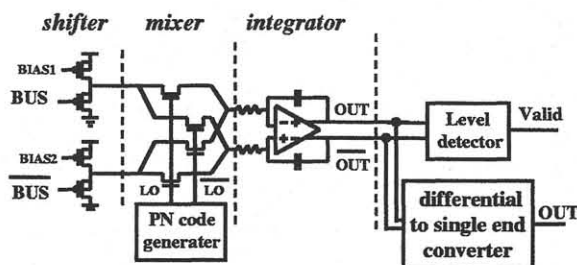 shifter mixer integrator
BIAS1
BUS
BIAS2
BUS
LO LO
PN code
generater
OUT
OUT
Level
detector
Valid
differential
to single end
converter
OUT